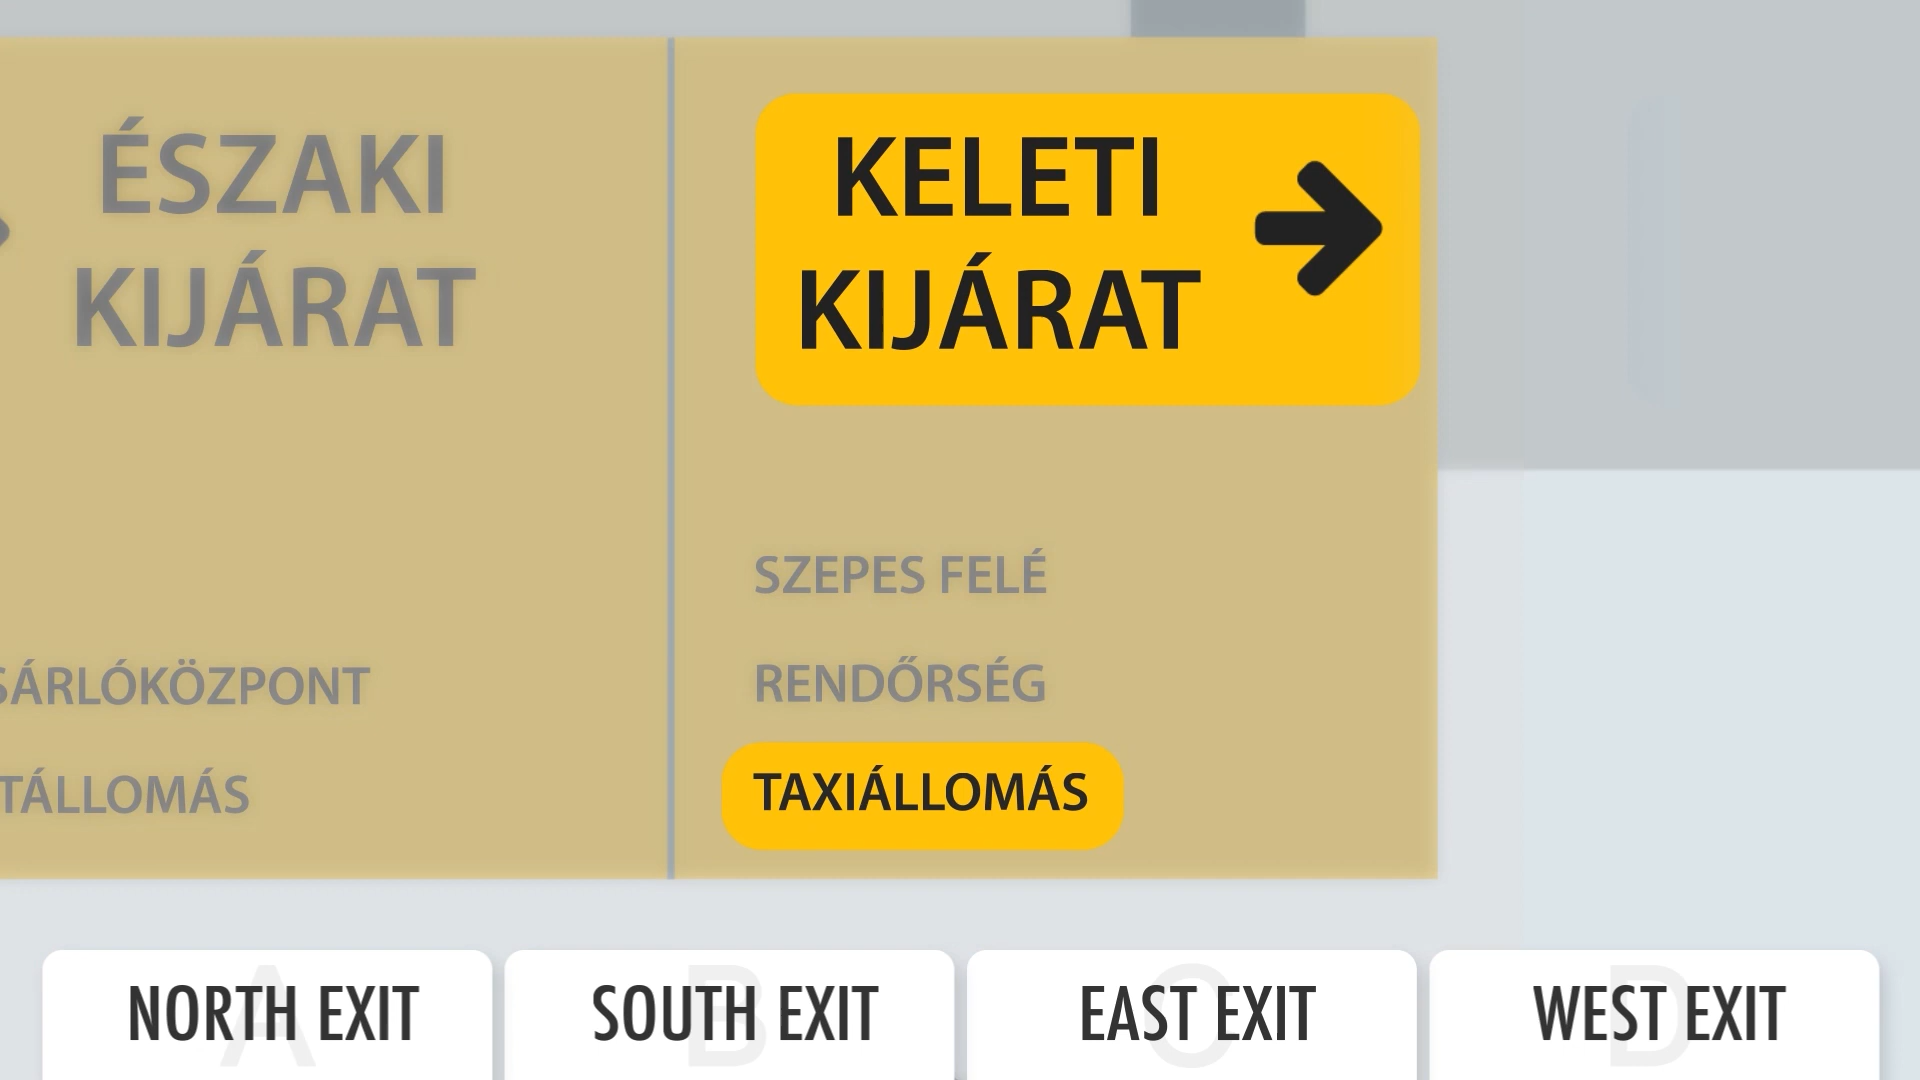 ÉSZAKI
KIJÁRAT
KELETI
KIJÁRAT
SZEPES FELÉ
RENDŐRSÉG
TAXIÁLLOMÁS
NORTH EXIT
A
SOUTH EXIT
B
EAST EXIT
C
WEST EXIT
D